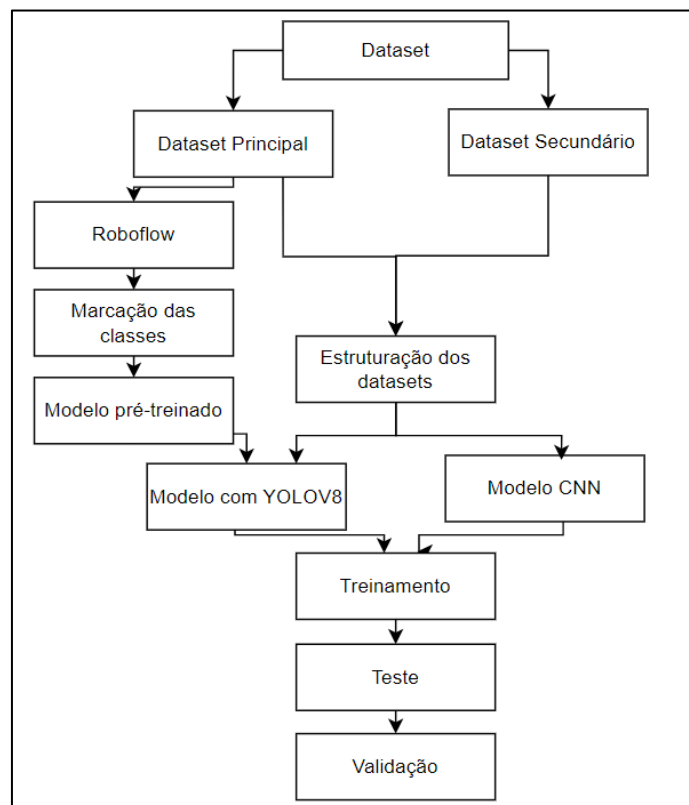 Dataset
Dataset Principal
Dataset Secundário
Roboflow
Marcação das
classes
Estruturação dos
datasets
Modelo pré-treinado
Modelo com YOLOV8
Modelo CNN
Treinamento
Teste
Validação